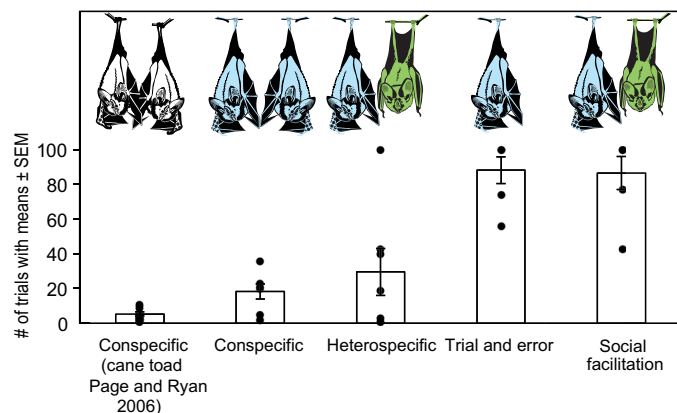 # of trials with means ± SEM
100
80
60
40
20
0
Conspecific
(cane toad
Page and Ryan
2006)
Conspecific
Heterospecific
Trial and error
Social
facilitation